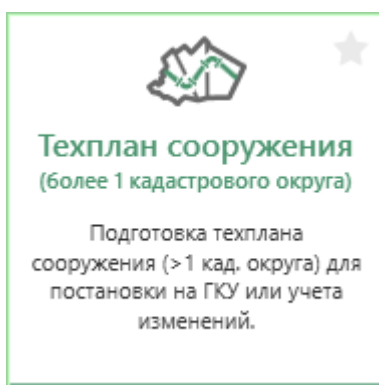 Техплан сооружения
(более 1 кадастрового округа)
Подготовка техплана
сооружения (>1 кад. округа) для
постановки на ГКУ или учета
изменений.